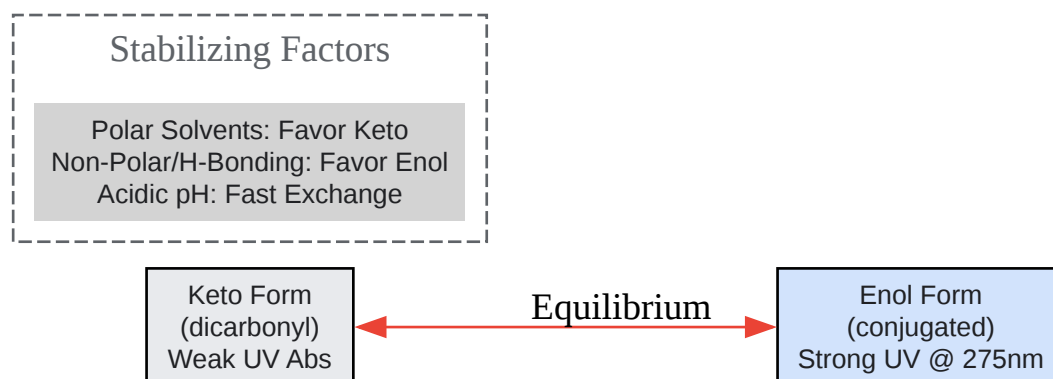 Stabilizing Factors
Polar Solvents: Favor Keto
Non-Polar/H-Bonding: Favor Enol
Acidic pH: Fast Exchange
Keto Form
(dicarbonyl)
Weak UV Abs
Equilibrium
Enol Form
(conjugated)
Strong UV @ 275nm